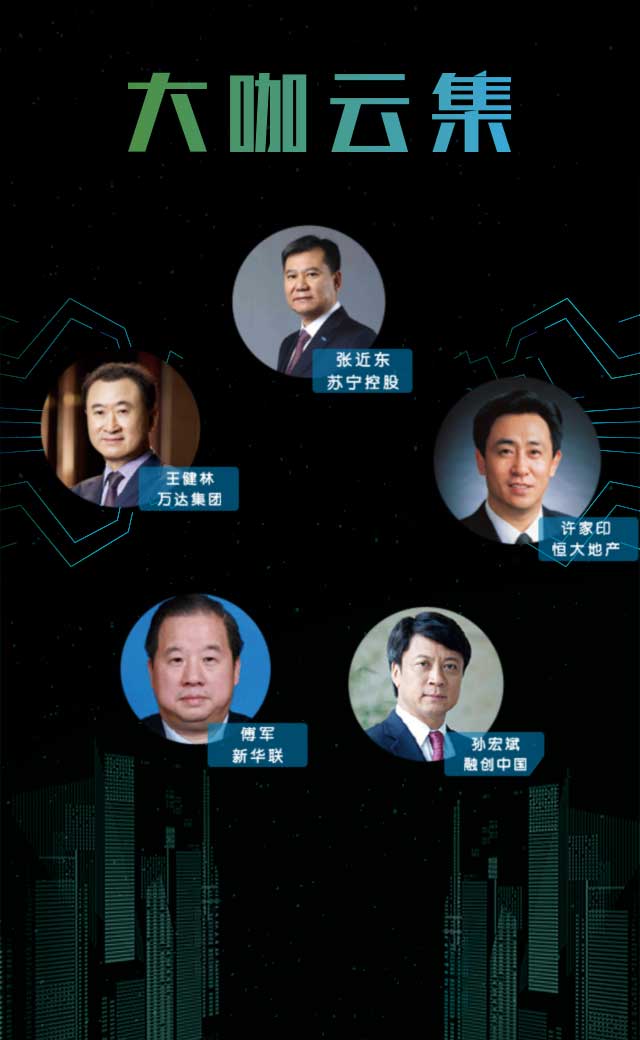 大咖云集
张近东
苏宁控股
王健林
万达集团
许家印
恒大地产
傅军
新华联
孙宏斌
融创中国